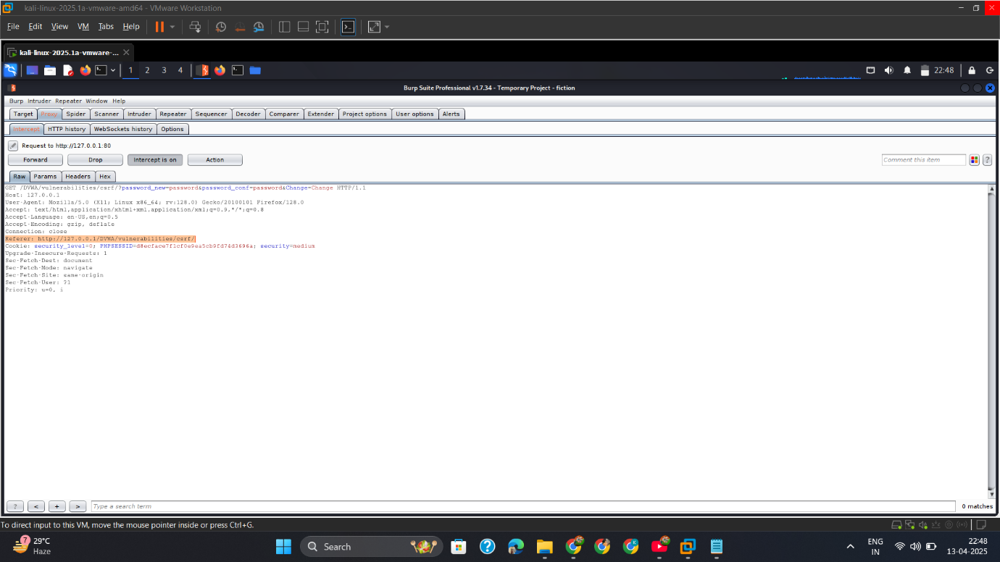 kali-linux-2025.1a-vmware-amd64 - VMware Workstation
File Edit View VM Tabs Help
kali-linux-2025.1a-vmware-...
1 2 3 4 22:48
Burp Suite Professional v1.7.34 - Temporary Project - fiction
Burp Intruder Repeater Window Help
Target Proxy Spider Scanner Intruder Repeater Sequencer Decoder Comparer Extender Project options User options Alerts
Intercept HTTP history WebSockets history Options
Request to http://127.0.0.1:80
Forward Drop Intercept is on Action Comment this item ?
Raw Params Headers Hex
GET /DVWA/vulnerabilities/csrf/?password_new=password&password_conf=password&Change=Change HTTP/1.1
Host: 127.0.0.1
User-Agent: Mozilla/5.0 (X11; Linux x86_64; rv:128.0) Gecko/20100101 Firefox/128.0
Accept: text/html,application/xhtml+xml,application/xml;q=0.9,*/*;q=0.8
Accept-Language: en-US,en;q=0.5
Accept-Encoding: gzip, deflate
Connection: close
Referer: http://127.0.0.1/DVWA/vulnerabilities/csrf/
Cookie: security_level=0; PHPSESSID=d8ecface7f1cf0e9ea5cb9fd74d3696a; security=medium
Upgrade-Insecure-Requests: 1
Sec-Fetch-Dest: document
Sec-Fetch-Mode: navigate
Sec-Fetch-Site: same-origin
Sec-Fetch-User: ?1
Priority: u=0, i
? < + > Type a search term 0 matches
To direct input to this VM, move the mouse pointer inside or press Ctrl+G.
7 29°C
Haze
Search
ENG
IN
22:48
13-04-2025